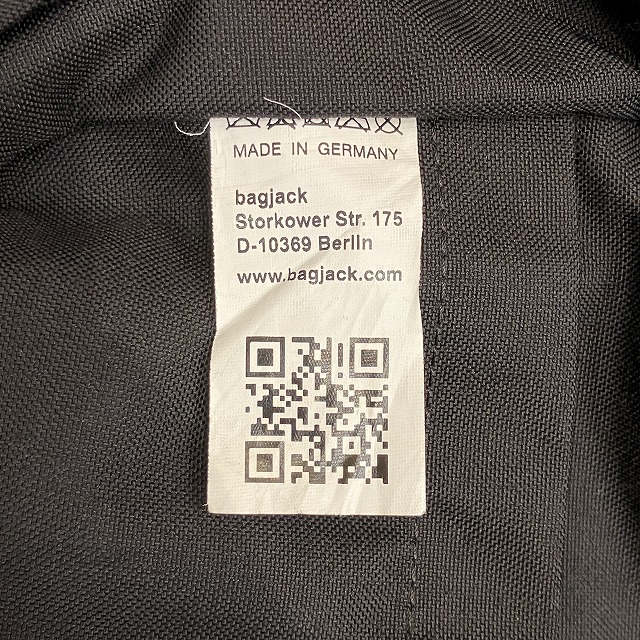 MADE IN GERMANY
bagjack
Storkower Str. 175
D-10369 Berlin
www.bagjack.com